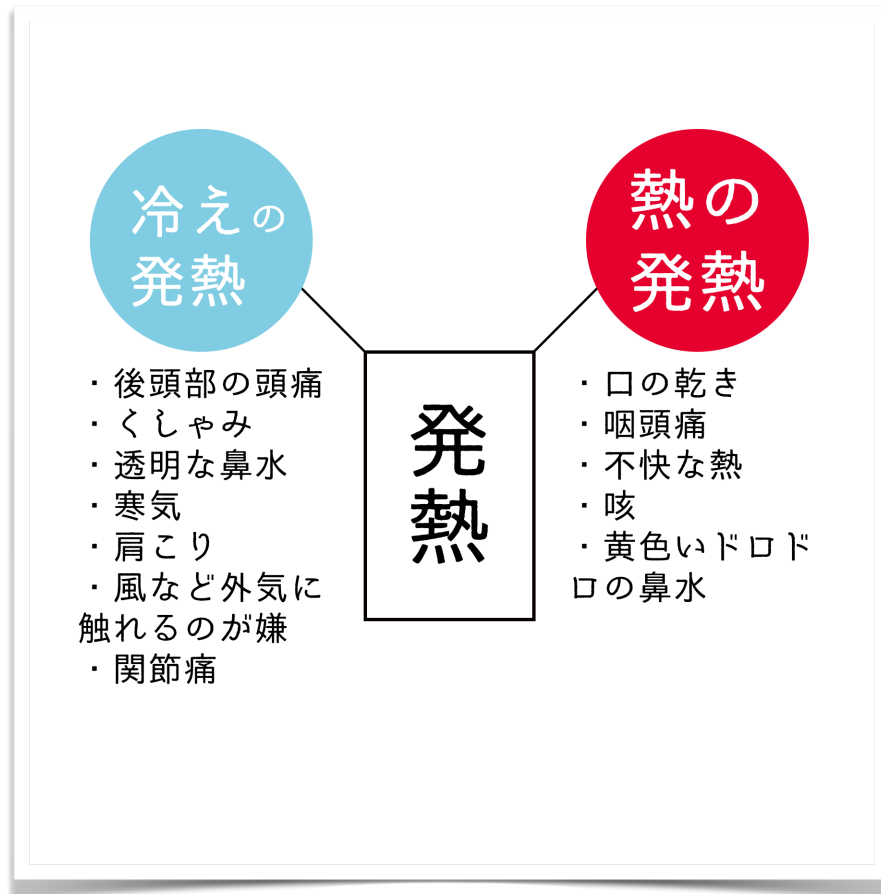 冷えの
発熱
熱の
発熱
発
熱
・後頭部の頭痛
・くしゃみ
・透明な鼻水
・寒気
・肩こり
・風など外気に
触れるのが嫌
・関節痛
・口の乾き
・咽頭痛
・不快な熱
・咳
・黄色いドロド
ロの鼻水